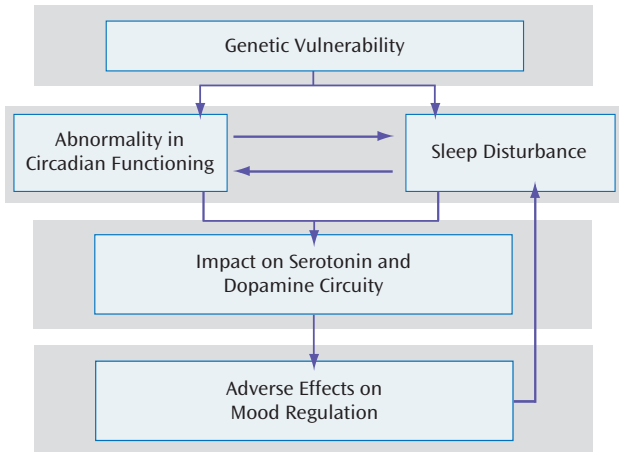 Genetic Vulnerability
Abnormality in
Circadian Functioning
Sleep Disturbance
Impact on Serotonin and
Dopamine Circuity
Adverse Effects on
Mood Regulation